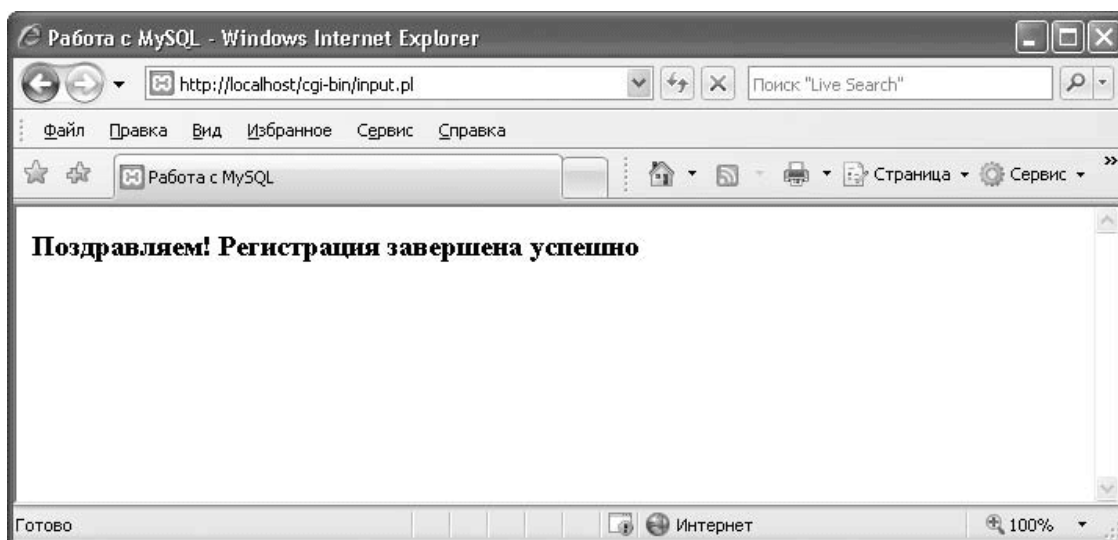 Работа с MySQL - Windows Internet Explorer
http://localhost/cgi-bin/input.pl
Поиск "Live Search"
Файл Правка Вид Избранное Сервис Справка
Работа с MySQL
Страница
Сервис
Поздравляем! Регистрация завершена успешно
Готово
Интернет
100%